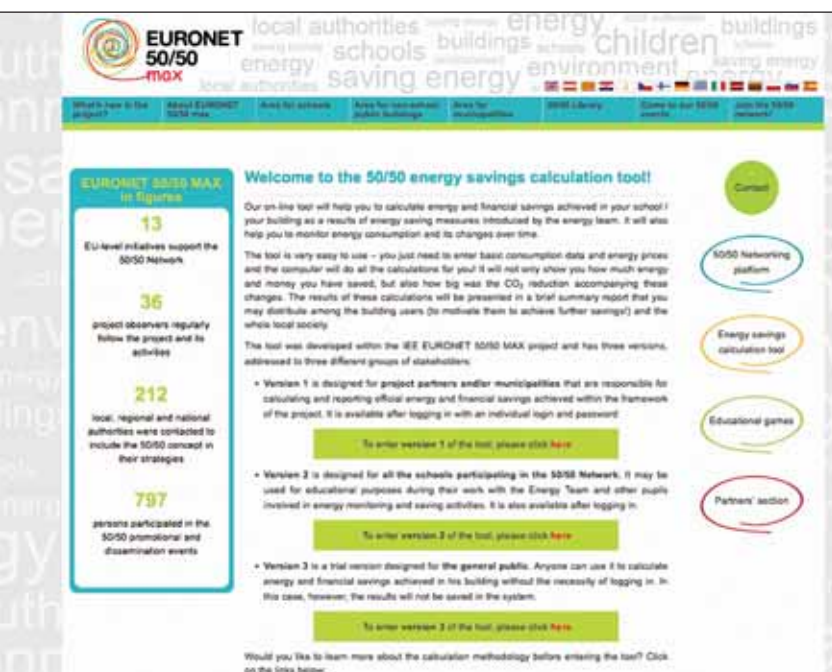 EURONET
50/50
max
local authorities
energy
buildings
schools
buildings
children
energy
environment
saving energy
What's new in the project?
About EURONET 50/50 max
Area for schools
Area for non-school public buildings
Area for municipalities
50/50 Library
Come to our 50/50 events
Join the 50/50 network!
EURONET 50/50 MAX
in figures
13
EU-level initiatives support the
50/50 Network
36
project observers regularly
follow the project and its
activities
212
local, regional and national
authorities were contacted to
include the 50/50 concept in
their strategies
797
persons participated in the
50/50 promotional and
dissemination events
Welcome to the 50/50 energy savings calculation tool!
Our on-line tool will help you to calculate energy and financial savings achieved in your school /
your building as a results of energy saving measures introduced by the energy team. It will also
help you to monitor energy consumption and its changes over time.
The tool is very easy to use – you just need to enter basic consumption data and energy prices
and the computer will do all the calculations for you! It will not only show you how much energy
and money you have saved, but also how big was the CO₂ reduction accompanying these
changes. The results of these calculations will be presented in a brief summary report that you
may distribute among the building users (to motivate them to achieve further savings!) and the
whole local society.
The tool was developed within the IEE EURONET 50/50 MAX project and has three versions,
addressed to three different groups of stakeholders:
• Version 1 is designed for project partners and/or municipalities that are responsible for
calculating and reporting official energy and financial savings achieved within the framework
of the project. It is available after logging in with an individual login and password
To enter version 1 of the tool, please click here
• Version 2 is designed for all the schools participating in the 50/50 Network. It may be
used for educational purposes during their work with the Energy Team and other pupils
involved in energy monitoring and saving activities. It is also available after logging in.
To enter version 2 of the tool, please click here
• Version 3 is a trial version designed for the general public. Anyone can use it to calculate
energy and financial savings achieved in his building without the necessity of logging in. In
this case, however, the results will not be saved in the system.
To enter version 3 of the tool, please click here
Would you like to learn more about the calculation methodology before entering the tool? Click
on the links below:
Contact
50/50 Networking
platform
Energy savings
calculation tool
Educational games
Partners' section